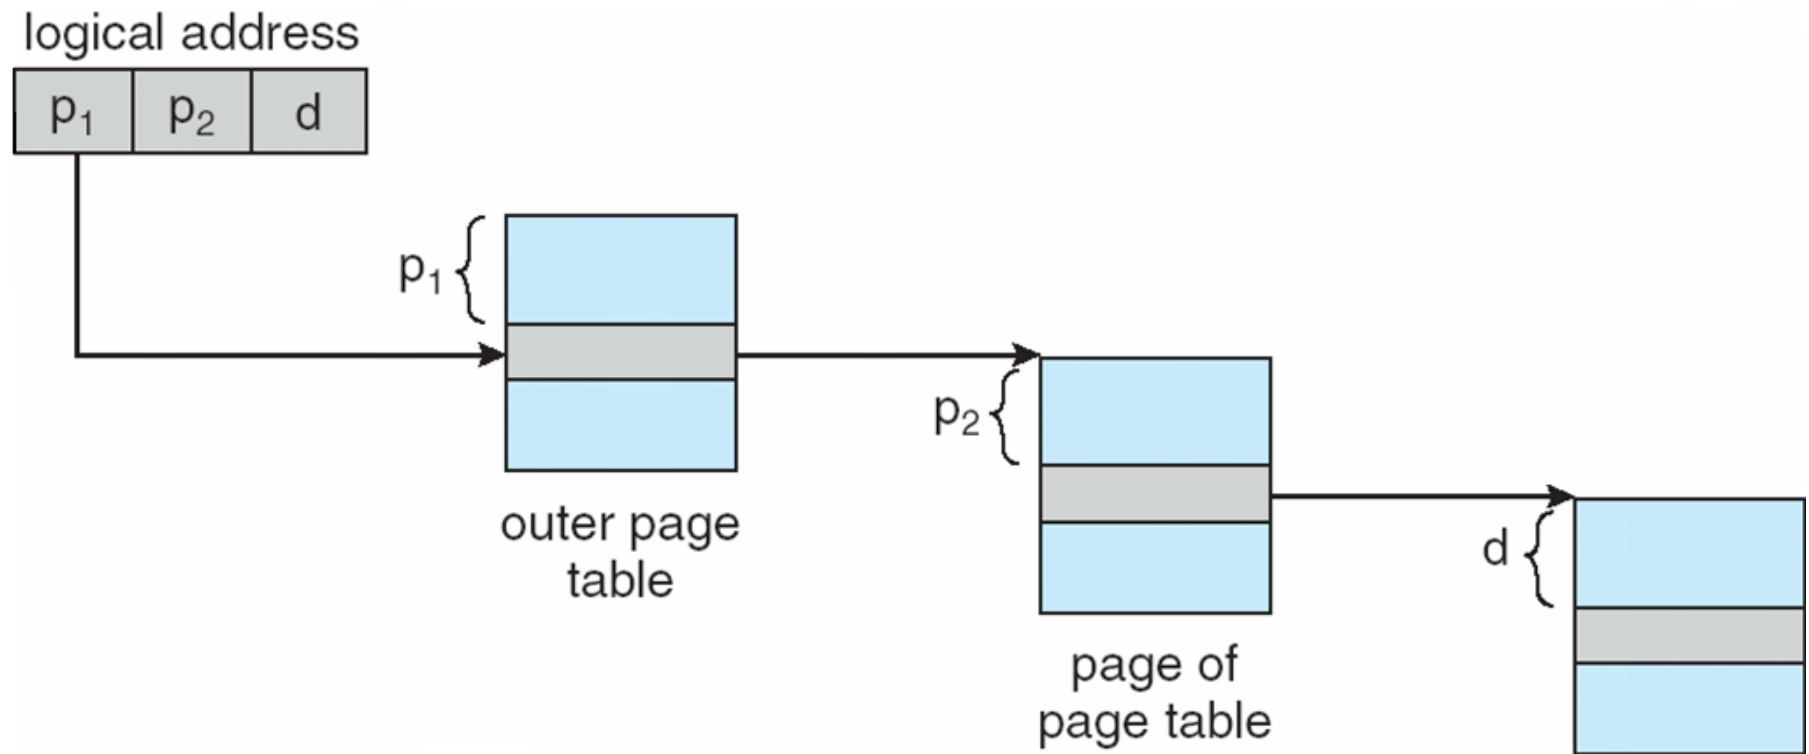 logical address
p₁ p₂ d
p₁
outer page
table
p₂
page of
page table
d